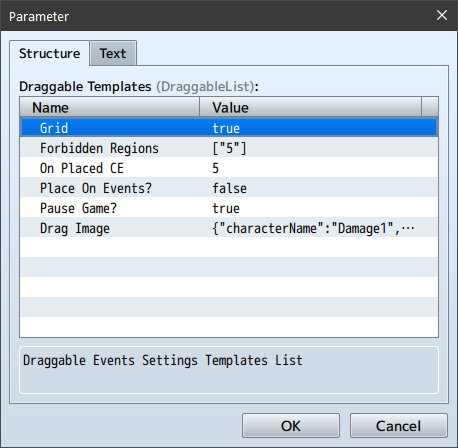 Parameter
Structure Text
Draggable Templates (DraggableList):
Name Value
Grid true
Forbidden Regions ["5"]
On Placed CE 5
Place On Events? false
Pause Game? true
Drag Image {"characterName":"Damage1",…
Draggable Events Settings Templates List
OK Cancel